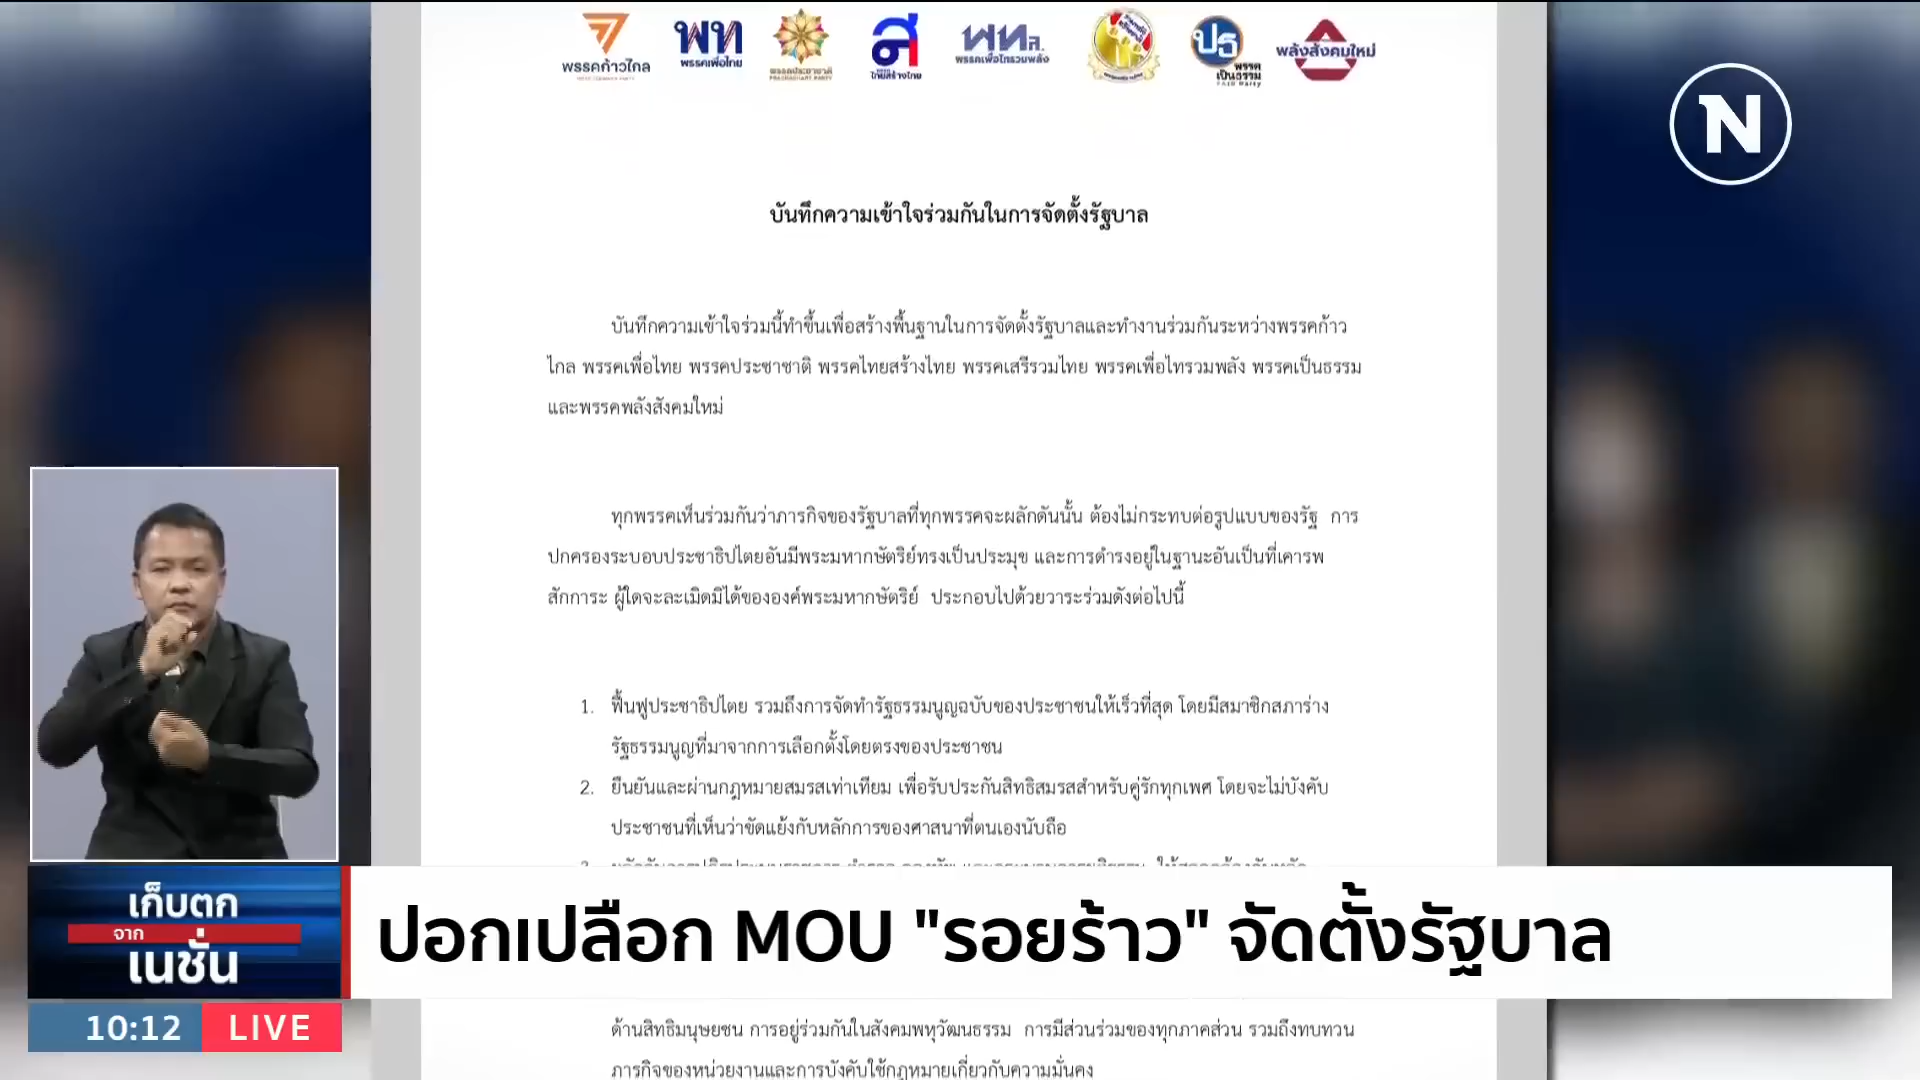 พรรคก้าวไกล
พท
พรรคเพื่อไทย
พรรคประชาชาติ
PRACHACHART PARTY
ไทยสร้างไทย
พทล.
พรรคเพื่อไทรวมพลัง
ปธ
พรรค
เป็นธรรม
FAIR Party
พลังสังคมใหม่
N
บันทึกความเข้าใจร่วมกันในการจัดตั้งรัฐบาล
บันทึกความเข้าใจร่วมนี้ทำขึ้นเพื่อสร้างพื้นฐานในการจัดตั้งรัฐบาลและทำงานร่วมกันระหว่างพรรคก้าว
ไกล พรรคเพื่อไทย พรรคประชาชาติ พรรคไทยสร้างไทย พรรคเสรีรวมไทย พรรคเพื่อไทรวมพลัง พรรคเป็นธรรม
และพรรคพลังสังคมใหม่
ทุกพรรคเห็นร่วมกันว่าภารกิจของรัฐบาลที่ทุกพรรคจะผลักดันนั้น ต้องไม่กระทบต่อรูปแบบของรัฐ การ
ปกครองระบอบประชาธิปไตยอันมีพระมหากษัตริย์ทรงเป็นประมุข และการดำรงอยู่ในฐานะอันเป็นที่เคารพ
สักการะ ผู้ใดจะละเมิดมิได้ขององค์พระมหากษัตริย์ ประกอบไปด้วยวาระร่วมดังต่อไปนี้
1. ฟื้นฟูประชาธิปไตย รวมถึงการจัดทำรัฐธรรมนูญฉบับของประชาชนให้เร็วที่สุด โดยมีสมาชิกสภาร่าง
รัฐธรรมนูญที่มาจากการเลือกตั้งโดยตรงของประชาชน
2. ยืนยันและผ่านกฎหมายสมรสเท่าเทียม เพื่อรับประกันสิทธิสมรสสำหรับคู่รักทุกเพศ โดยจะไม่บังคับ
ประชาชนที่เห็นว่าขัดแย้งกับหลักการของศาสนาที่ตนเองนับถือ
เก็บตก
จาก
เนชั่น
ปอกเปลือก MOU "รอยร้าว" จัดตั้งรัฐบาล
10:12 LIVE
ด้านสิทธิมนุษยชน การอยู่ร่วมกันในสังคมพหุวัฒนธรรม การมีส่วนร่วมของทุกภาคส่วน รวมถึงทบทวน
ภารกิจของหน่วยงานและการบังคับใช้กฎหมายเกี่ยวกับความมั่นคง